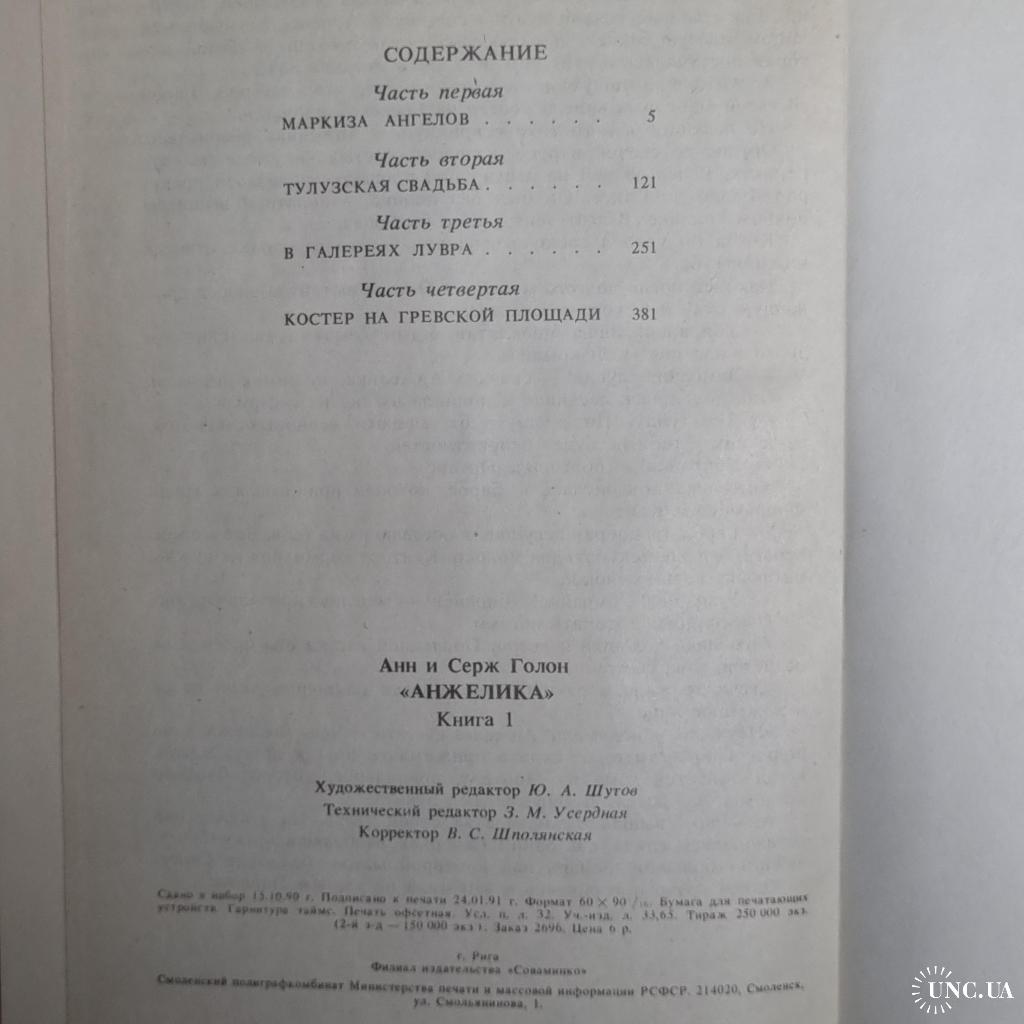 СОДЕРЖАНИЕ
Часть первая
МАРКИЗА АНГЕЛОВ . . . . . . 5
Часть вторая
ТУЛУЗСКАЯ СВАДЬБА . . . . . . 121
Часть третья
В ГАЛЕРЕЯХ ЛУВРА . . . . . . 251
Часть четвертая
КОСТЕР НА ГРЕВСКОЙ ПЛОЩАДИ 381
Анн и Серж Голон
«АНЖЕЛИКА»
Книга 1
Художественный редактор Ю. А. Шутов
Технический редактор З. М. Усердная
Корректор В. С. Шполянская
Сдано в набор 15.10.90 г. Подписано к печати 24.01.91 г. Формат 60 × 90 /16. Бумага для печатающих
устройств. Гарнитура таймс. Печать офсетная. Усл. п. л. 32. Уч.-изд. л. 33,65. Тираж 250 000 экз.
(2-й з-д — 150 000 экз.). Заказ 2696. Цена 6 р.
г. Рига
Филиал издательства «Соваминко»
Смоленский полиграфкомбинат Министерства печати и массовой информации РСФСР. 214020, Смоленск,
ул. Смольянинова, 1.
UNC.UA